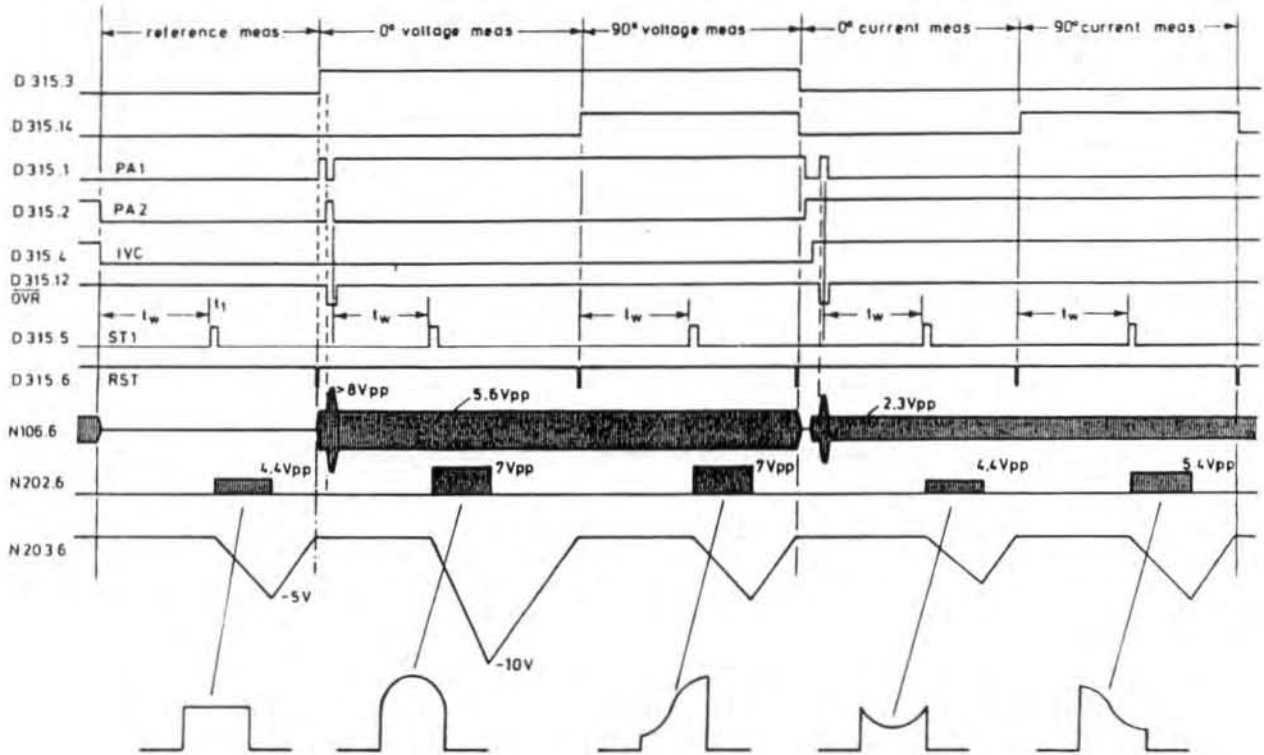 reference meas. 0° voltage meas 90° voltage meas 0° current meas 90° current meas
D 315.3
D 315.14
D 315.1 PA1
D 315.2 PA2
D 315.4 IVC
D 315.12
OVR
tw t1 tw tw tw tw
D 315.5 ST1
D 315.6 RST
>8Vpp 5.6Vpp 2.3Vpp
N106.6
4.4Vpp 7Vpp 7Vpp 4.4Vpp 5.4Vpp
N202.6
N203.6
-5V
-10V